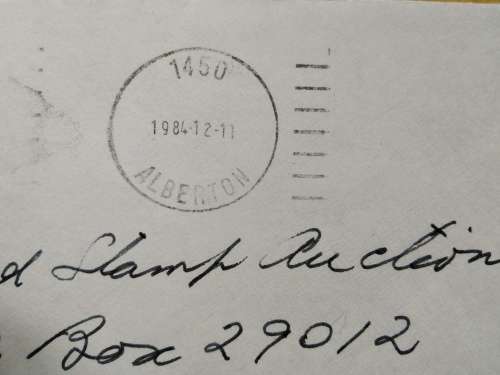 1450
1984-12-11
ALBERTON
Stamp Auction
Box 29012